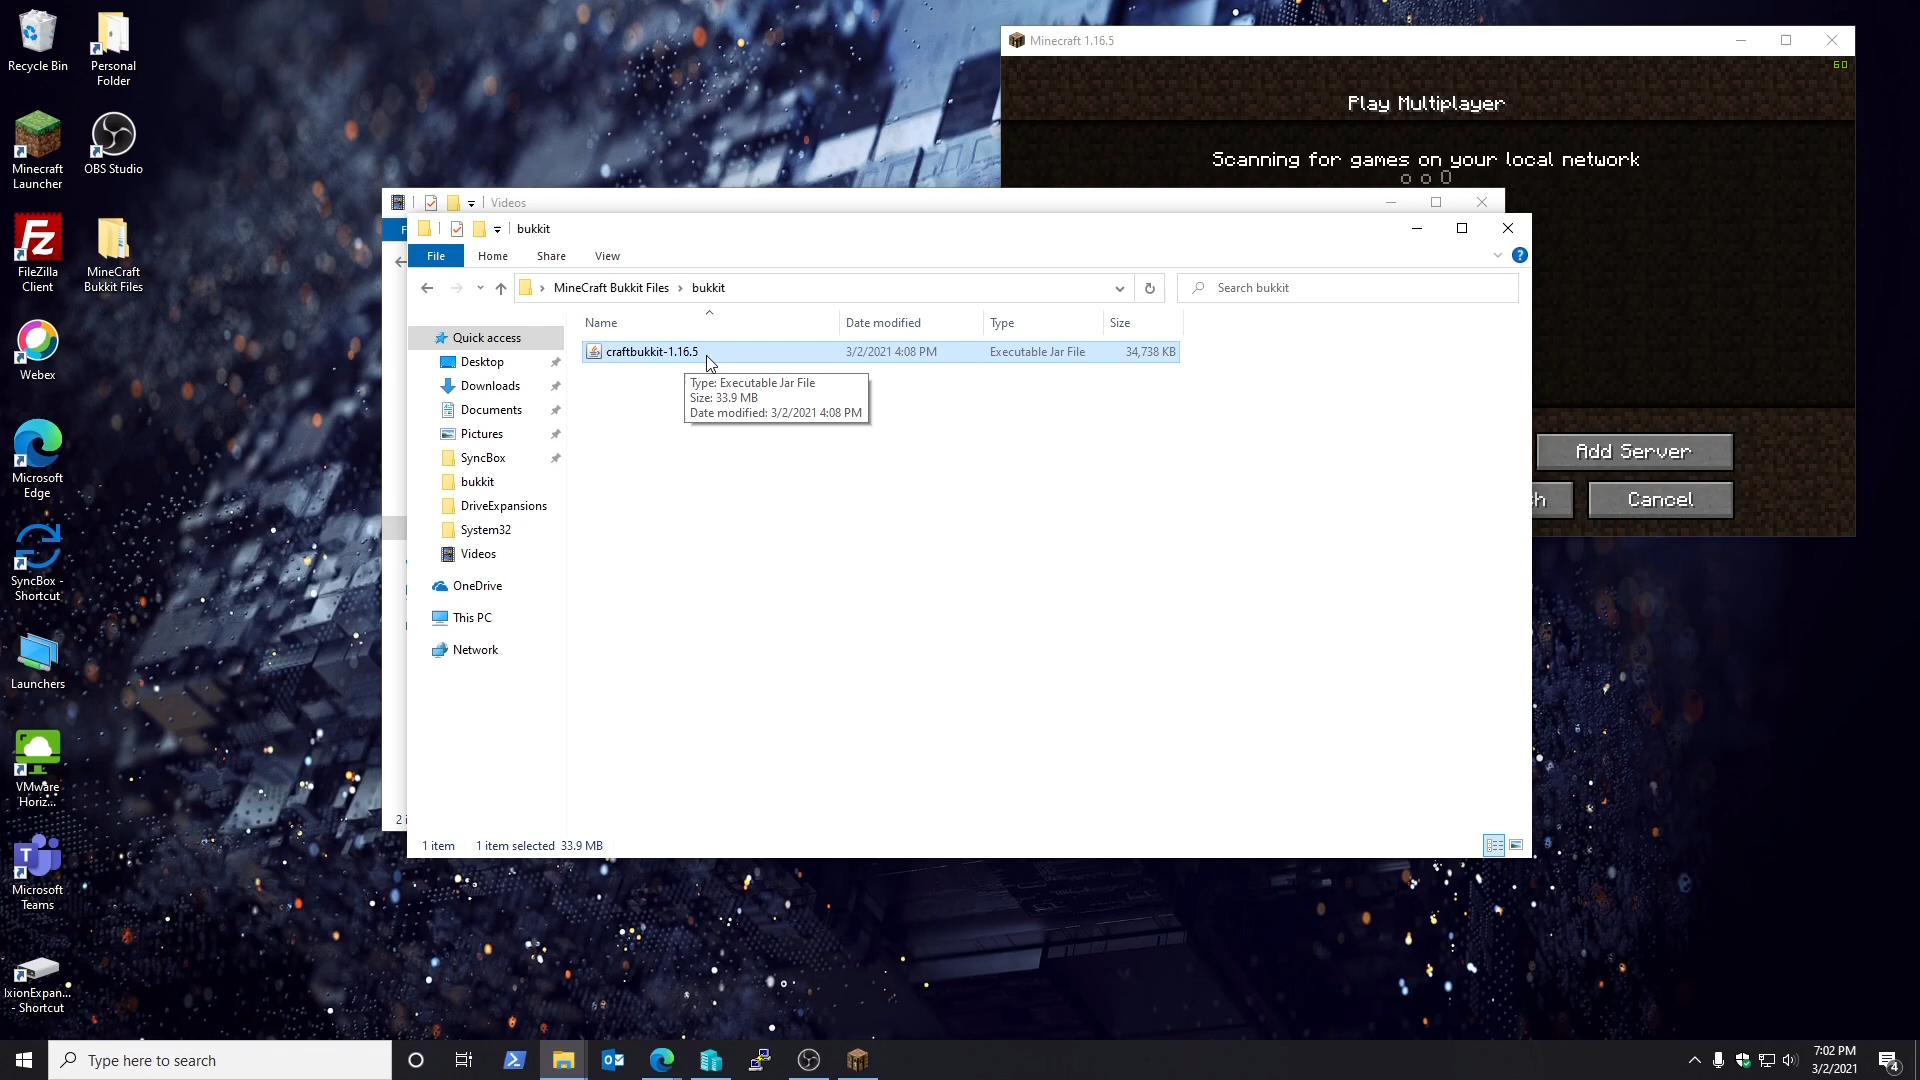 Recycle Bin
Personal
Folder
Minecraft
Launcher
OBS Studio
FileZilla
Client
MineCraft
Bukkit Files
Webex
Microsoft
Edge
SyncBox -
Shortcut
Launchers
VMware
Horiz...
Microsoft
Teams
IxionExpan...
- Shortcut
Minecraft 1.16.5
60
Play Multiplayer
Scanning for games on your local network
o o O
Add Server
Cancel
Videos
bukkit
File
Home
Share
View
MineCraft Bukkit Files > bukkit
Search bukkit
Name
Date modified
Type
Size
craftbukkit-1.16.5
3/2/2021 4:08 PM
Executable Jar File
34,738 KB
Type: Executable Jar File
Size: 33.9 MB
Date modified: 3/2/2021 4:08 PM
Quick access
Desktop
Downloads
Documents
Pictures
SyncBox
bukkit
DriveExpansions
System32
Videos
OneDrive
This PC
Network
1 item
1 item selected 33.9 MB
Type here to search
7:02 PM
3/2/2021
4